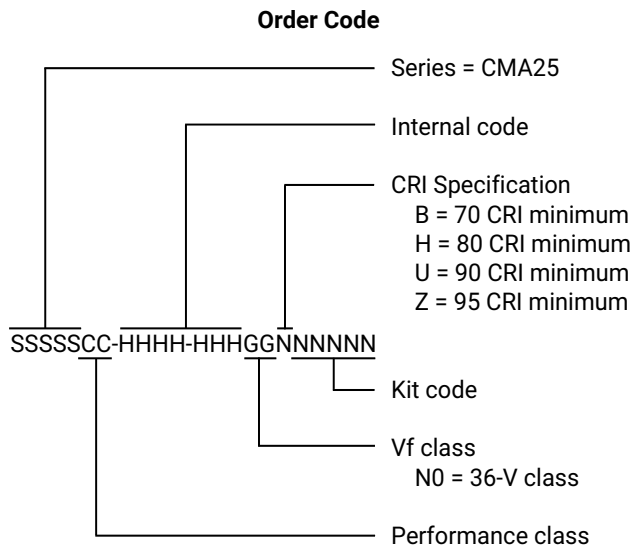 Order Code
Series = CMA25
Internal code
CRI Specification
B = 70 CRI minimum
H = 80 CRI minimum
U = 90 CRI minimum
Z = 95 CRI minimum
SSSSSCC-HHHH-HHHGGNNNNNN
Kit code
Vf class
N0 = 36-V class
Performance class